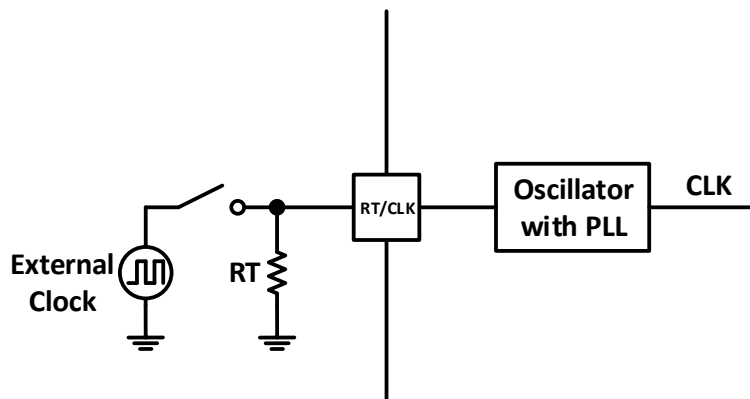 External
Clock
RT
RT/CLK
Oscillator
with PLL
CLK